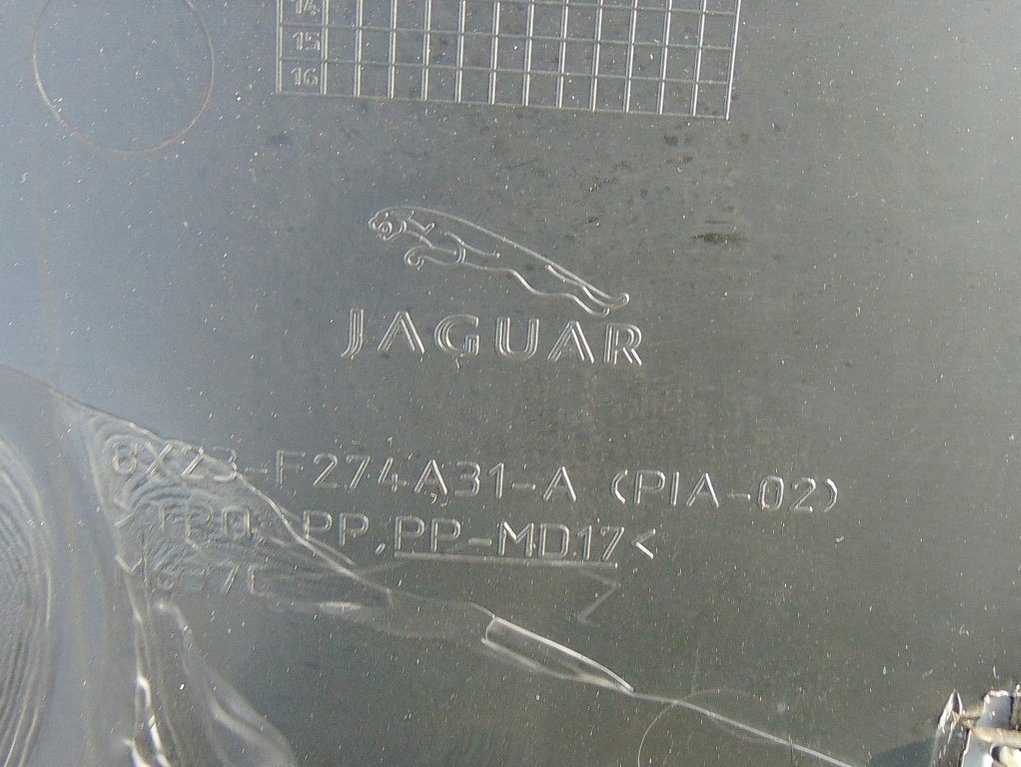 14
15
16
JAGUAR
8X23-F274A31-A (PIA-02)
PP, PP-MD17<